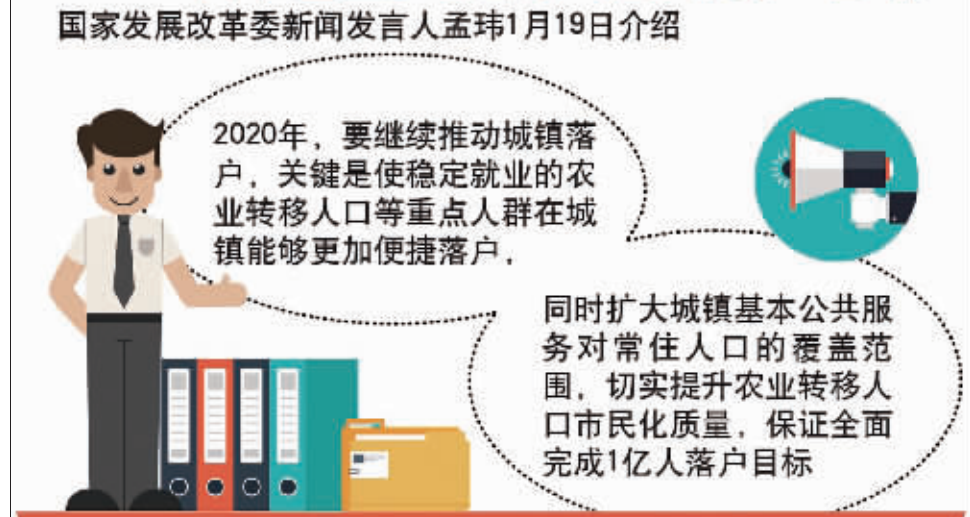 国家发展改革委新闻发言人孟玮1月19日介绍
2020年，要继续推动城镇落
户，关键是使稳定就业的农
业转移人口等重点人群在城
镇能够更加便捷落户，
同时扩大城镇基本公共服
务对常住人口的覆盖范
围，切实提升农业转移人
口市民化质量，保证全面
完成1亿人落户目标